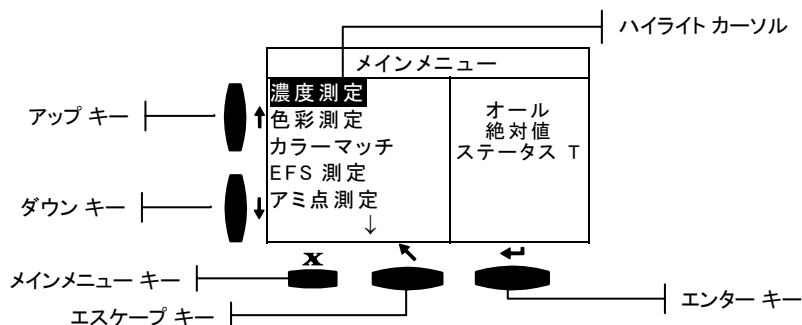 ハイライト カーソル
メインメニュー
濃度測定
色彩測定
カラーマッチ
EFS 測定
アミ点測定
↓
オール
絶対値
ステータス T
アップ キー
↑
ダウン キー
↓
x
↖
↵
メインメニュー キー
エスケープ キー
エンター キー